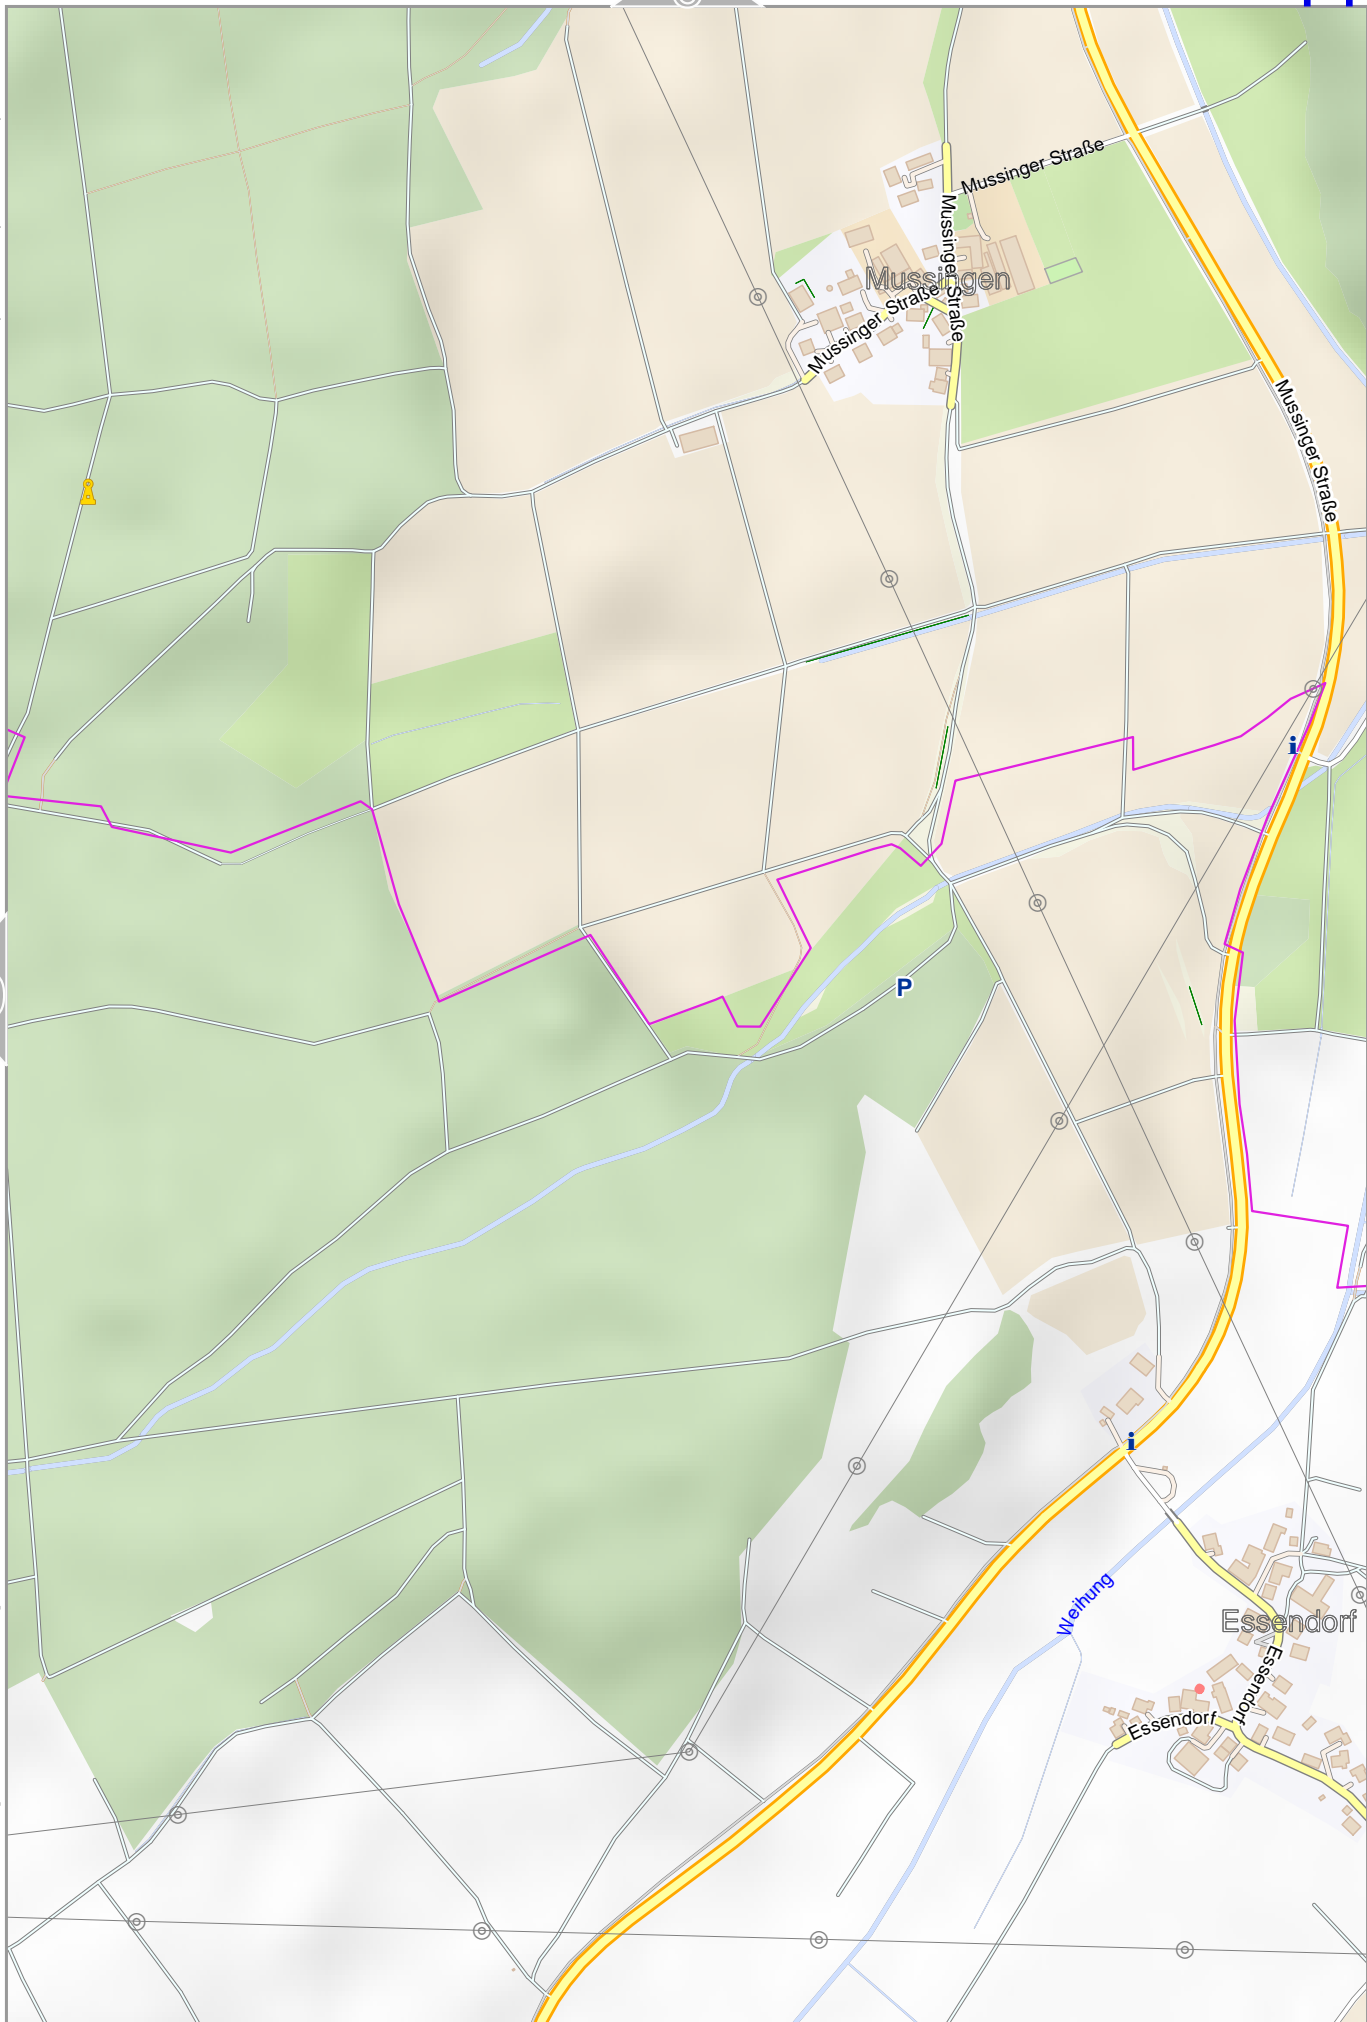 Mussinger Straße
Mussinger Straße
Mussingen
Mussinger Straße
Mussinger Straße
i
P
i
Weihung
Essendorf
Essendorf
Essendorf